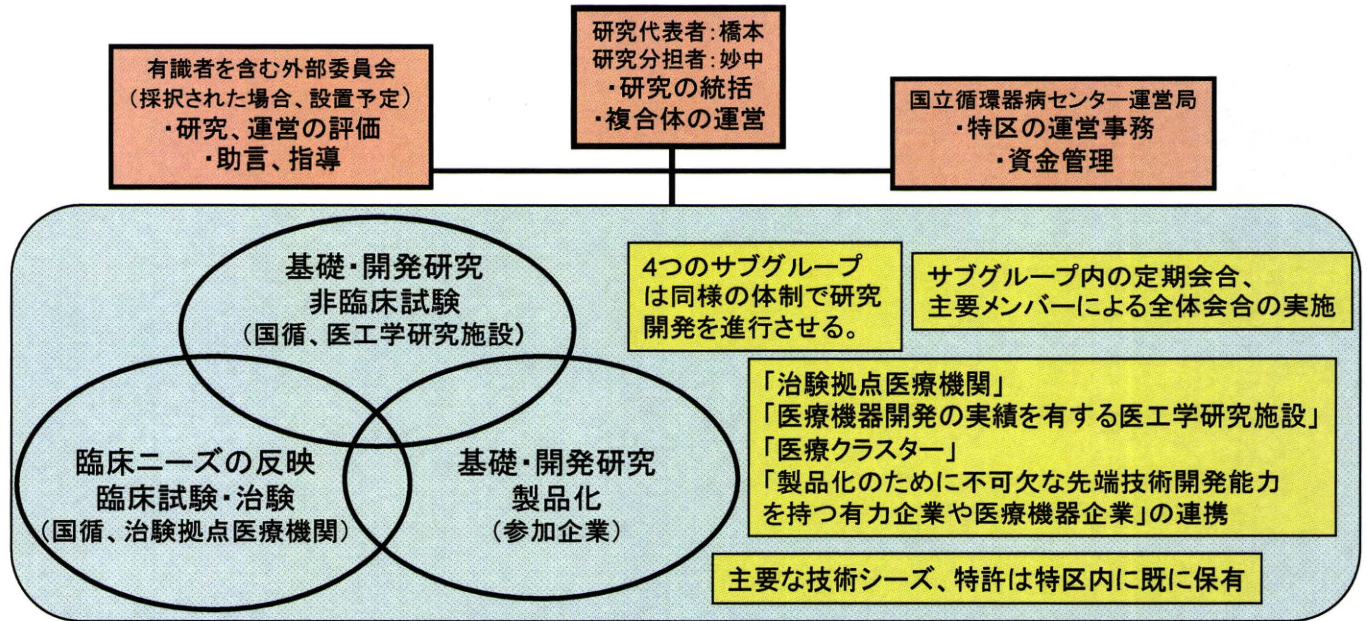 研究代表者：橋本
研究分担者：妙中
・研究の統括
・複合体の運営
有識者を含む外部委員会
（採択された場合、設置予定）
・研究、運営の評価
・助言、指導
国立循環器病センター運営局
・特区の運営事務
・資金管理
基礎・開発研究
非臨床試験
（国循、医工学研究施設）
臨床ニーズの反映
臨床試験・治験
（国循、治験拠点医療機関）
基礎・開発研究
製品化
（参加企業）
4つのサブグループ
は同様の体制で研究
開発を進行させる。
サブグループ内の定期会合、
主要メンバーによる全体会合の実施
「治験拠点医療機関」
「医療機器開発の実績を有する医工学研究施設」
「医療クラスター」
「製品化のために不可欠な先端技術開発能力
を持つ有力企業や医療機器企業」の連携
主要な技術シーズ、特許は特区内に既に保有